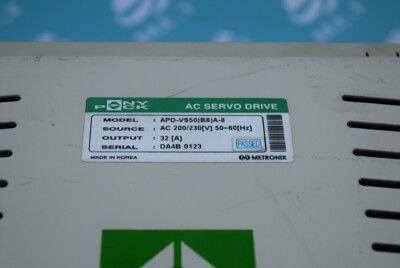 PONY POCK AC SERVO DRIVE
MODEL : APD-VS50(B8)A-8
SOURCE : AC 200/230[V] 50~60[Hz]
OUTPUT : 32 [A]
SERIAL : DA4B 0123
PASSED
MADE IN KOREA METRONIX